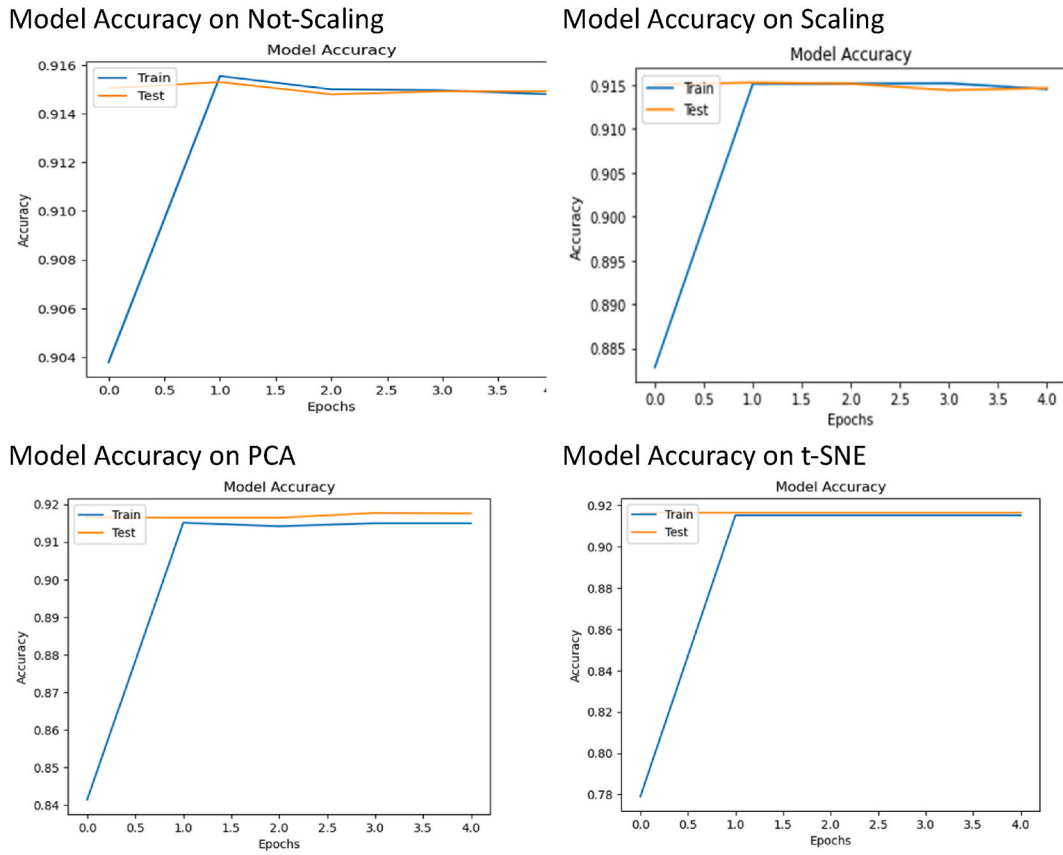 Model Accuracy on Not-Scaling
Model Accuracy
0.916
0.914
0.912
0.910
0.908
0.906
0.904
Accuracy
Train
Test
0.0 0.5 1.0 1.5 2.0 2.5 3.0 3.5
Epochs
Model Accuracy on Scaling
Model Accuracy
0.915
0.910
0.905
0.900
0.895
0.890
0.885
Accuracy
Train
Test
0.0 0.5 1.0 1.5 2.0 2.5 3.0 3.5 4.0
Epochs
Model Accuracy on PCA
Model Accuracy
0.92
0.91
0.90
0.89
0.88
0.87
0.86
0.85
0.84
Accuracy
Train
Test
0.0 0.5 1.0 1.5 2.0 2.5 3.0 3.5 4.0
Epochs
Model Accuracy on t-SNE
Model Accuracy
0.92
0.90
0.88
0.86
0.84
0.82
0.80
0.78
Accuracy
Train
Test
0.0 0.5 1.0 1.5 2.0 2.5 3.0 3.5 4.0
Epochs